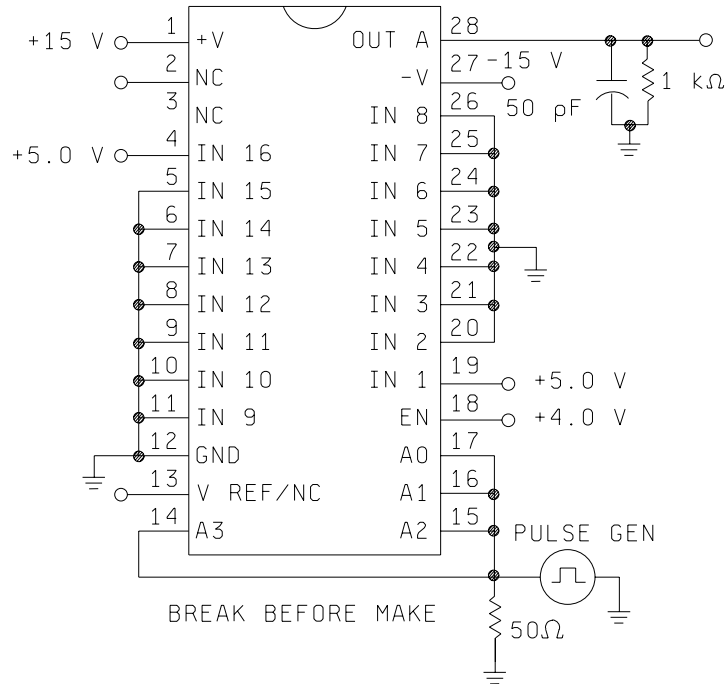 +15 V
1
+V
OUT A
28
2
NC
-V
27
-15 V
3
NC
IN 8
26
50 pF
1 kΩ
+5.0 V
4
IN 16
IN 7
25
5
IN 15
IN 6
24
6
IN 14
IN 5
23
7
IN 13
IN 4
22
8
IN 12
IN 3
21
9
IN 11
IN 2
20
10
IN 10
IN 1
19
+5.0 V
11
IN 9
EN
18
+4.0 V
12
GND
A0
17
13
V REF/NC
A1
16
14
A3
A2
15
PULSE GEN
BREAK BEFORE MAKE
50Ω